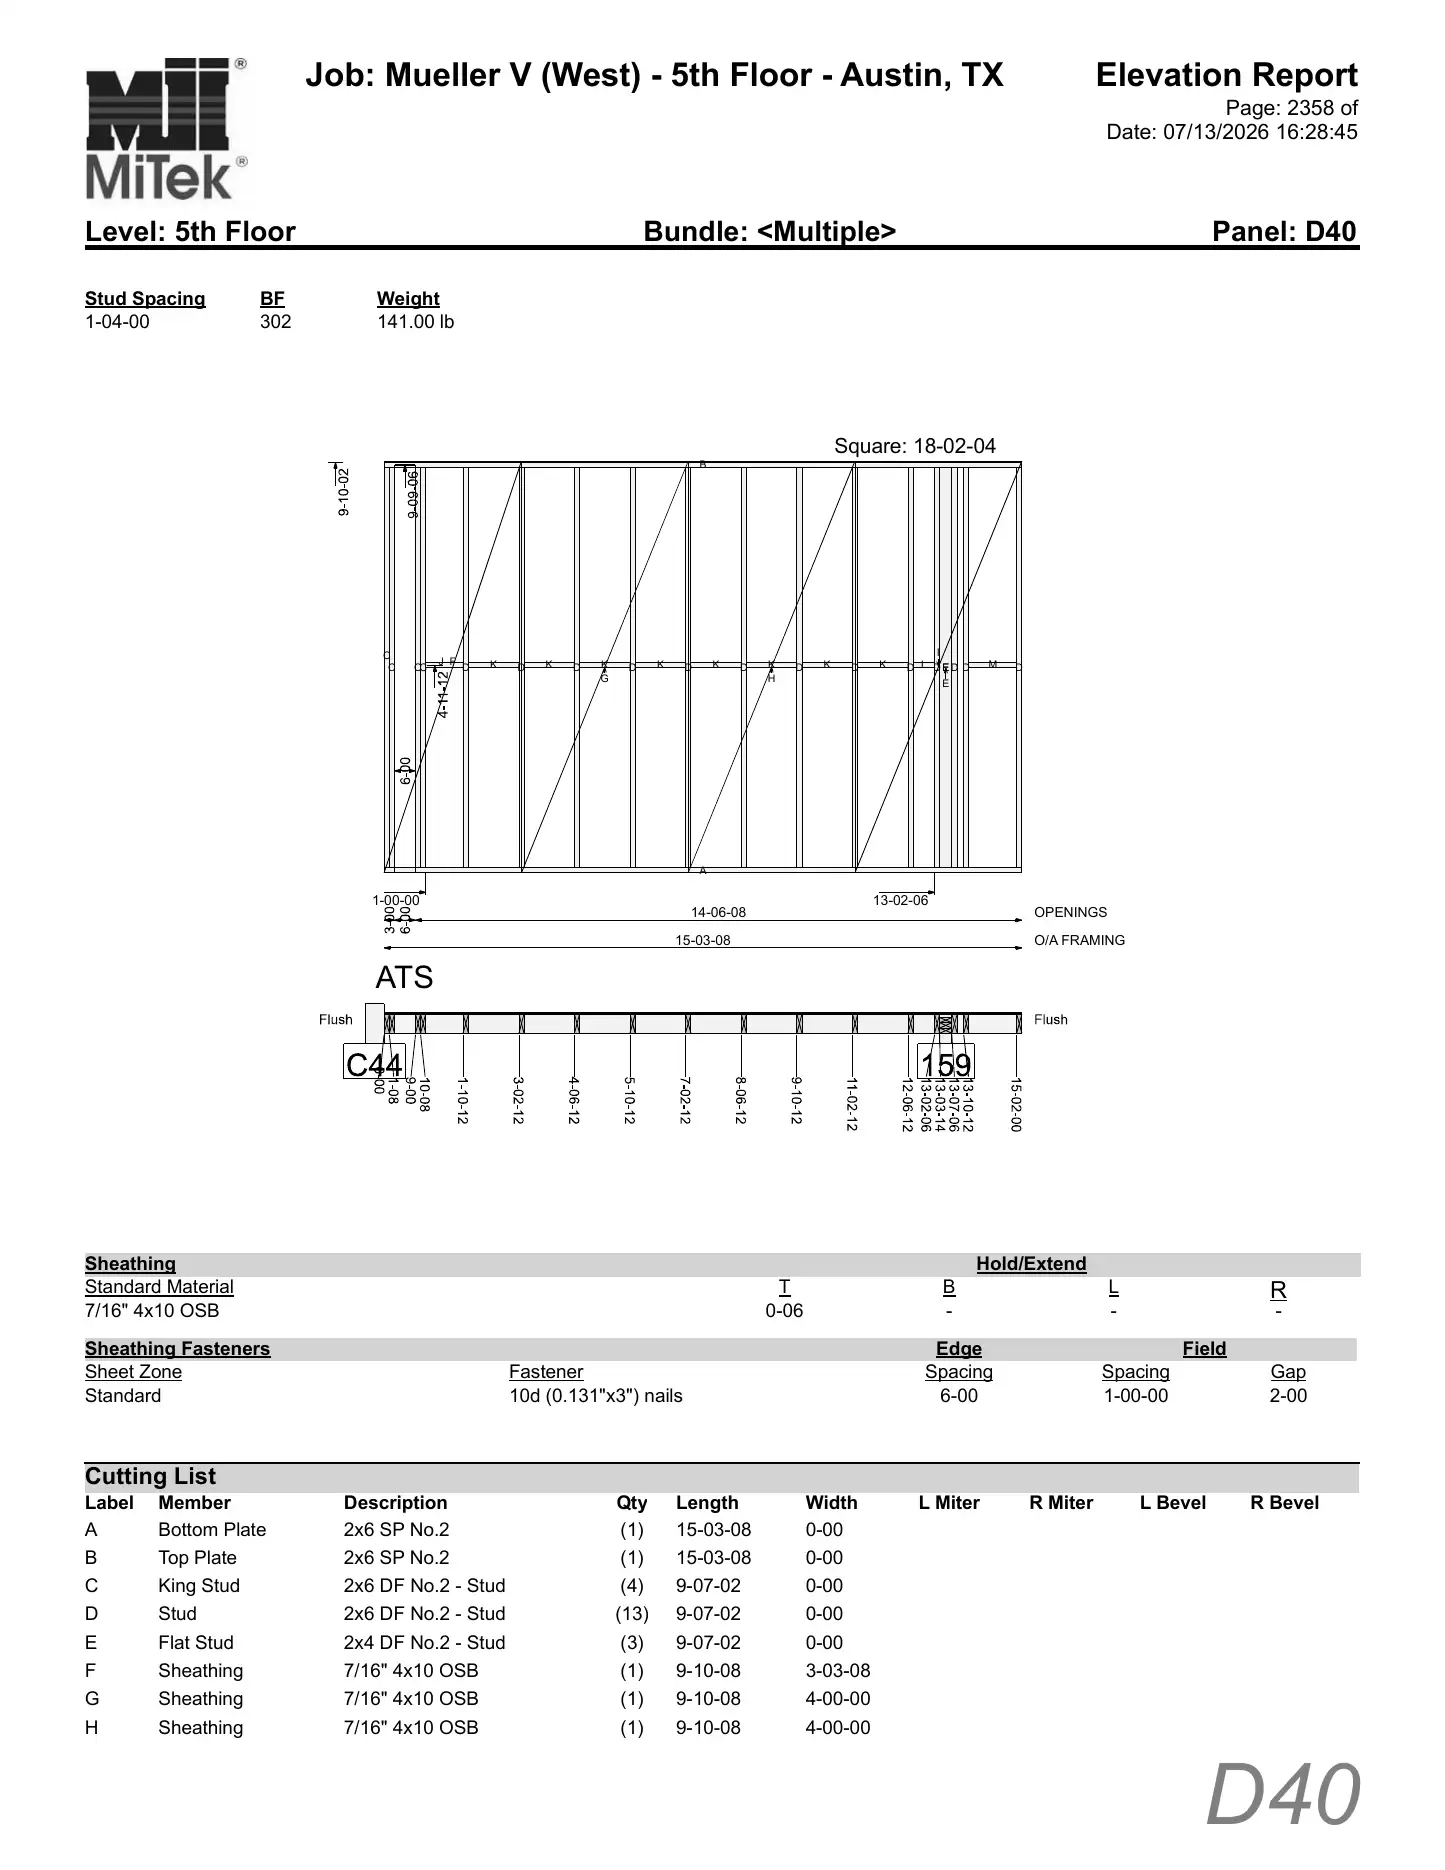 Job: Mueller V (West) - 5th Floor - Austin, TX
Elevation Report
Page: 2358 of
Date: 07/13/2026 16:28:45
MiTek®
Level: 5th Floor Bundle: <Multiple> Panel: D40
Stud Spacing BF Weight
1-04-00 302 141.00 lb
Square: 18-02-04
B
9-10-02
9-09-06
C
L F K K K K K K K K I I E D M
G H E
4-11-12
6-00
A
1-00-00 13-02-06
3-00 6-00 14-06-08 OPENINGS
15-03-08 O/A FRAMING
ATS
Flush Flush
C44 159
1-08 9-00 10-08 1-10-12 3-02-12 4-06-12 5-10-12 7-02-12 8-06-12 9-10-12 11-02-12 12-06-12 13-02-06 13-03-14 13-07-06 13-10-12 15-02-00
Sheathing Hold/Extend
Standard Material T B L R
7/16" 4x10 OSB 0-06 - - -
Sheathing Fasteners Edge Field
Sheet Zone Fastener Spacing Spacing Gap
Standard 10d (0.131"x3") nails 6-00 1-00-00 2-00
Cutting List
Label Member Description Qty Length Width L Miter R Miter L Bevel R Bevel
A Bottom Plate 2x6 SP No.2 (1) 15-03-08 0-00
B Top Plate 2x6 SP No.2 (1) 15-03-08 0-00
C King Stud 2x6 DF No.2 - Stud (4) 9-07-02 0-00
D Stud 2x6 DF No.2 - Stud (13) 9-07-02 0-00
E Flat Stud 2x4 DF No.2 - Stud (3) 9-07-02 0-00
F Sheathing 7/16" 4x10 OSB (1) 9-10-08 3-03-08
G Sheathing 7/16" 4x10 OSB (1) 9-10-08 4-00-00
H Sheathing 7/16" 4x10 OSB (1) 9-10-08 4-00-00
D40